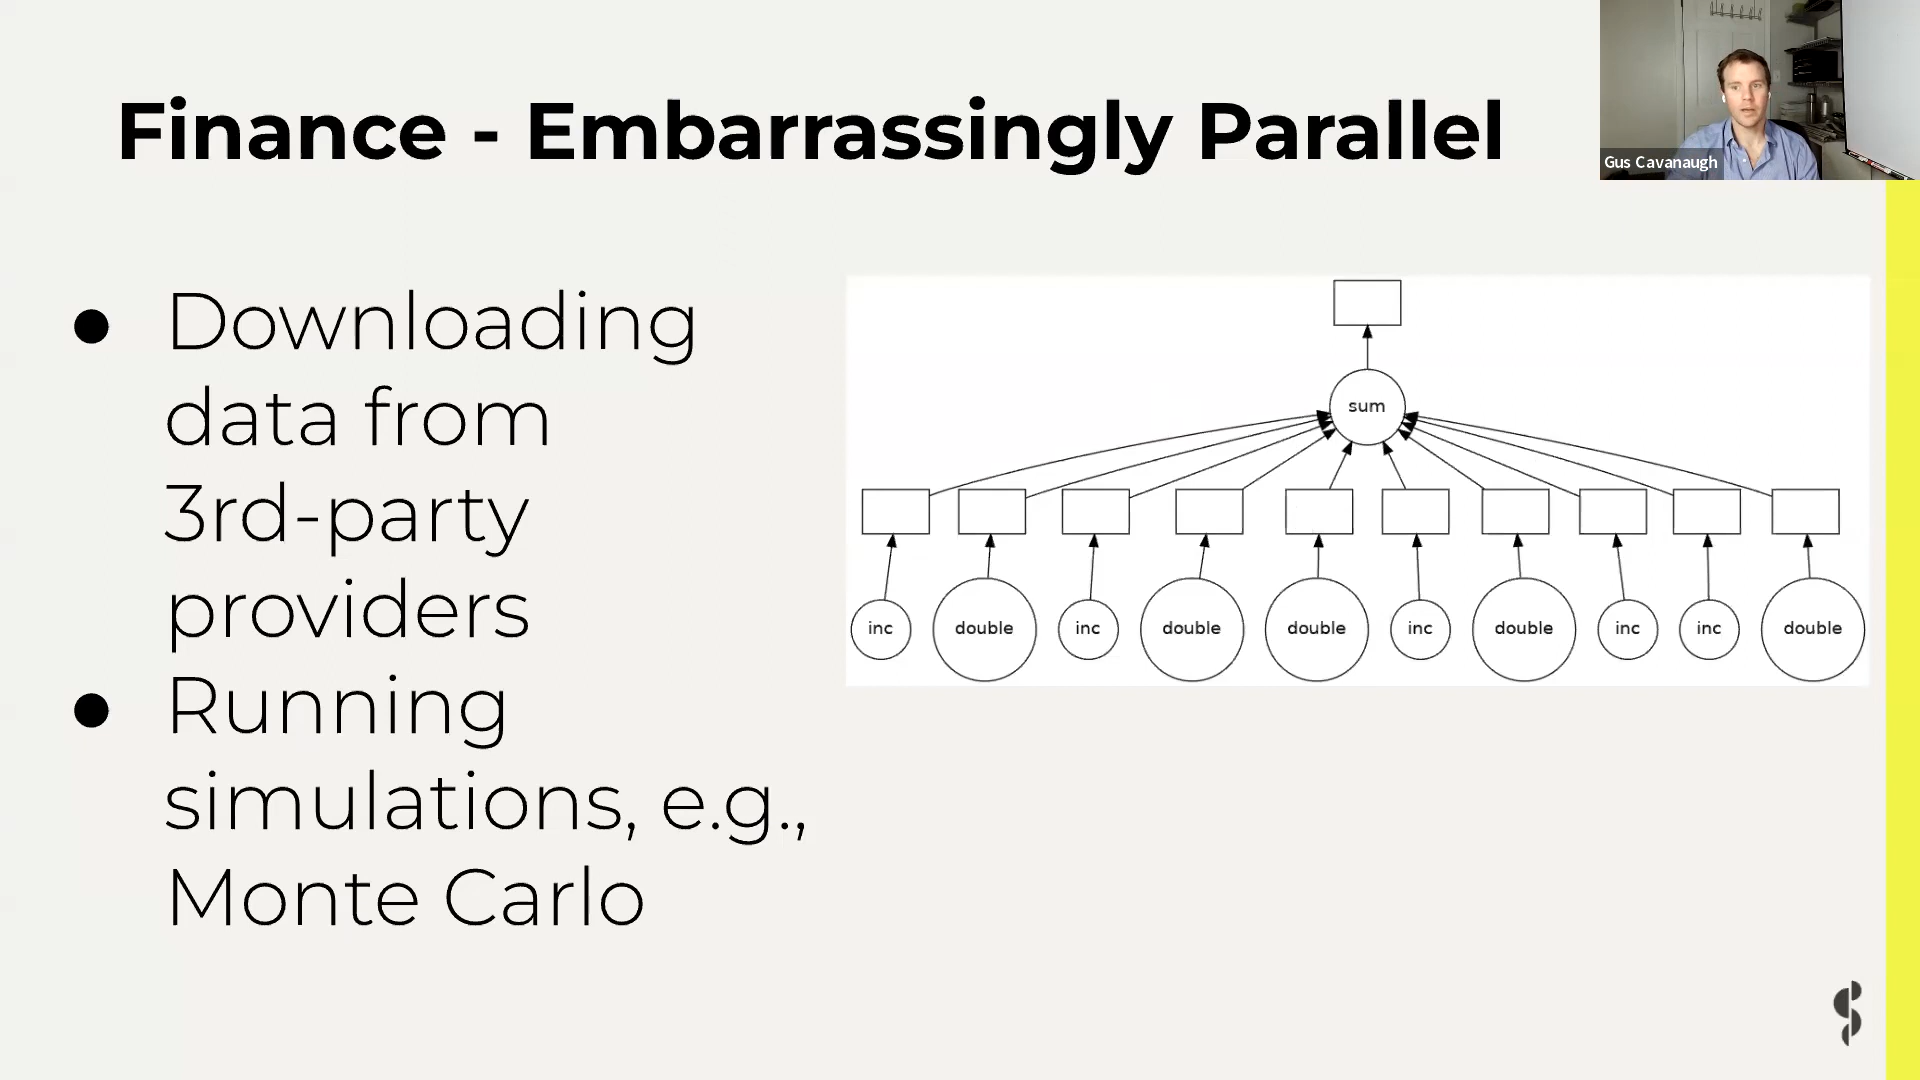 Finance - Embarrassingly Parallel
Gus Cavanaugh
● Downloading
data from
3rd-party
providers
● Running
simulations, e.g.,
Monte Carlo
sum
inc double inc double double inc double inc inc double